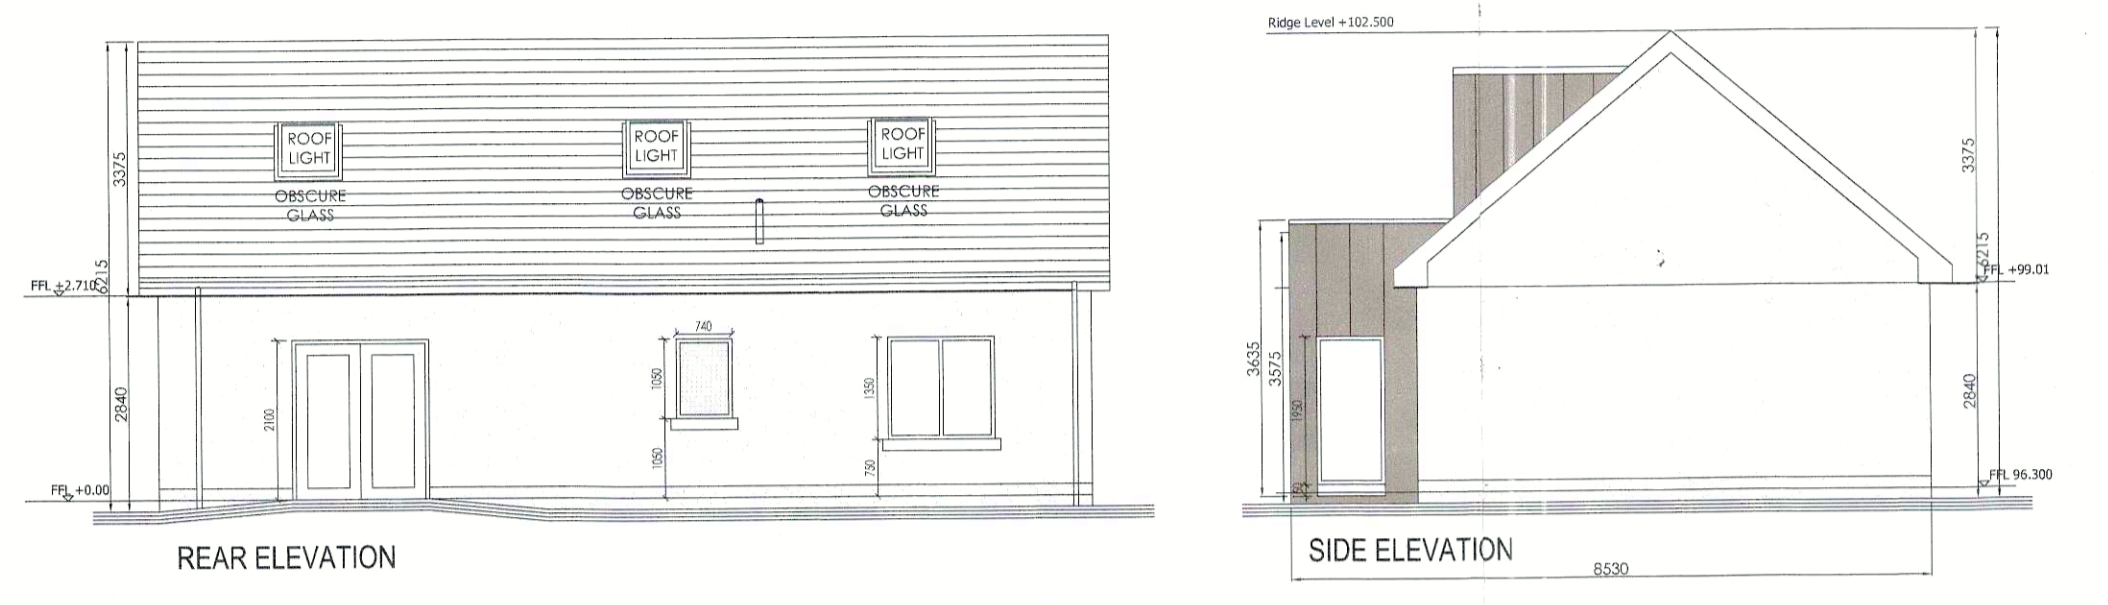 Ridge Level +102.500
ROOF
LIGHT
OBSCURE
GLASS
ROOF
LIGHT
OBSCURE
GLASS
ROOF
LIGHT
OBSCURE
GLASS
3375
6215
FFL +2.710
2840
FFL +0.00
2100
740
1050
1050
1350
750
REAR ELEVATION
3375
6215
FFL +99.01
2840
FFL 96.300
3635
3575
1950
SIDE ELEVATION
8530